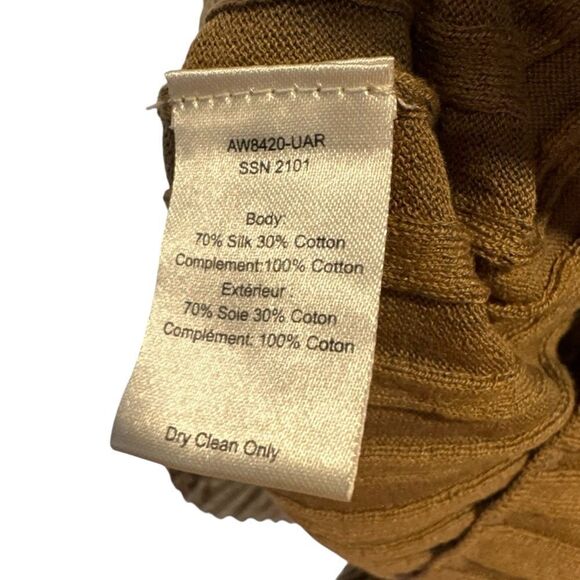 AW8420-UAR
SSN 2101
Body:
70% Silk 30% Cotton
Complement:100% Cotton
Extérieur :
70% Soie 30% Coton
Complément: 100% Coton
Dry Clean Only